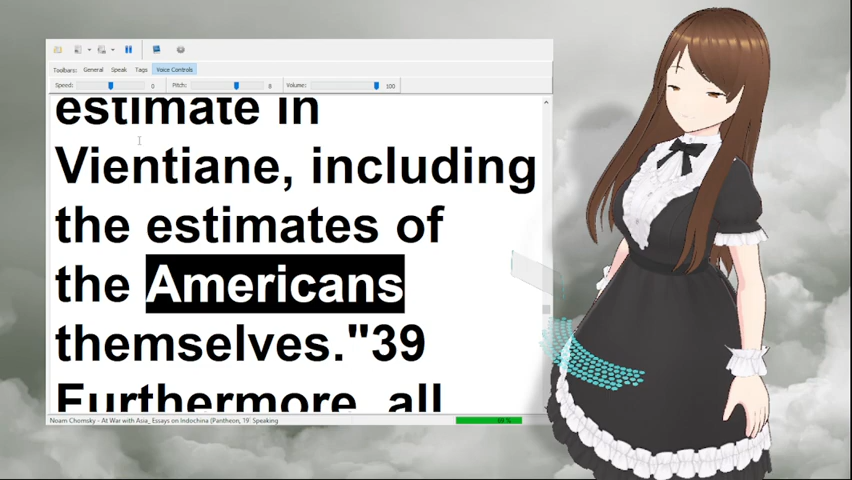 Toolbars: General Speak Tags Voice Controls
Speed: 0 Pitch: 8 Volume: 100
estimate in
Vientiane, including
the estimates of
the Americans
themselves."39
Furthermore, all
Noam Chomsky - At War with Asia_ Essays on Indochina (Pantheon, '19 Speaking